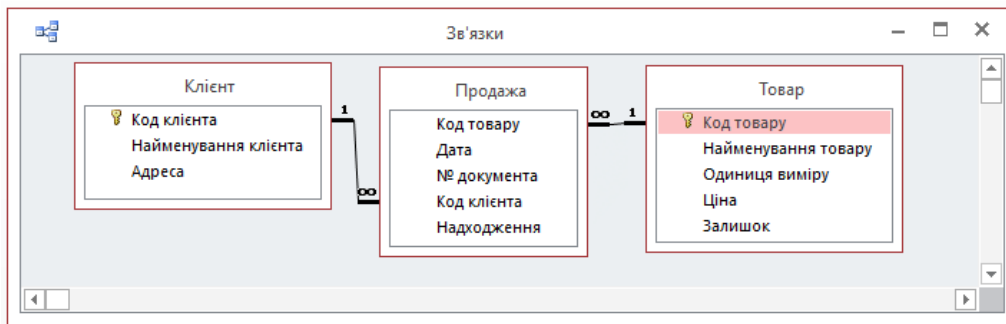 Зв'язки
Клієнт
Код клієнта
Найменування клієнта
Адреса
1
∞
Продажа
Код товару
Дата
№ документа
Код клієнта
Надходження
∞
1
Товар
Код товару
Найменування товару
Одиниця виміру
Ціна
Залишок